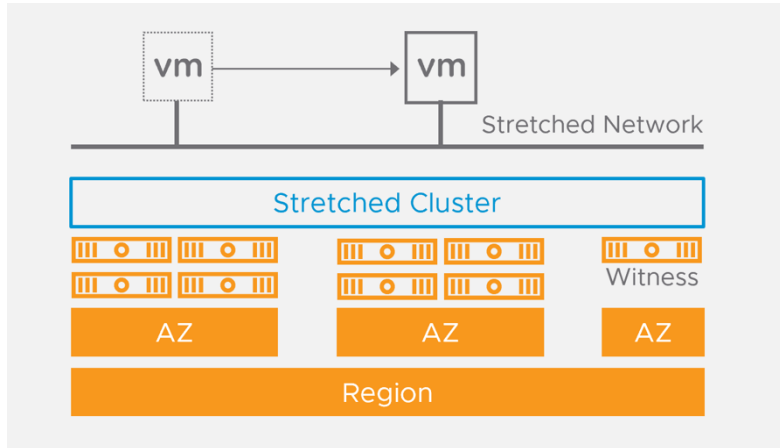 vm
vm
Stretched Network
Stretched Cluster
Witness
AZ
AZ
AZ
Region